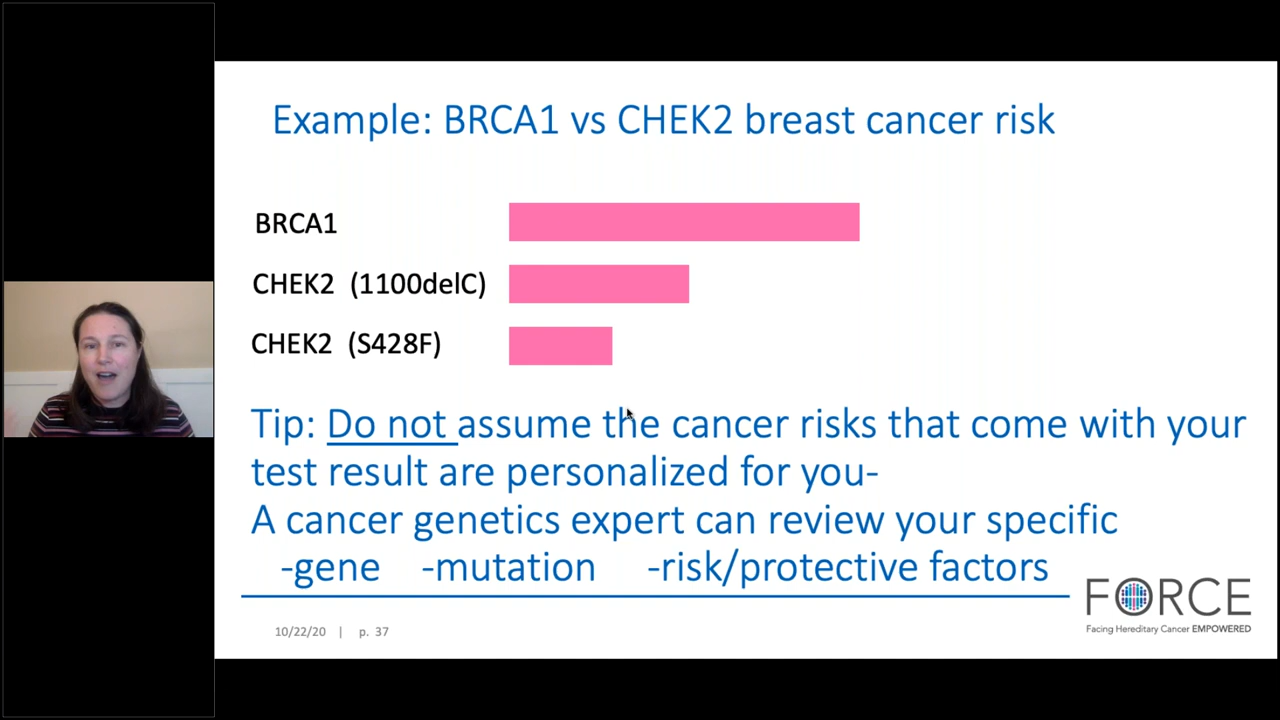 Example: BRCA1 vs CHEK2 breast cancer risk
BRCA1
CHEK2 (1100delC)
CHEK2 (S428F)
Tip: Do not assume the cancer risks that come with your
test result are personalized for you-
A cancer genetics expert can review your specific
-gene -mutation -risk/protective factors
10/22/20 | p. 37
FORCE
Facing Hereditary Cancer EMPOWERED